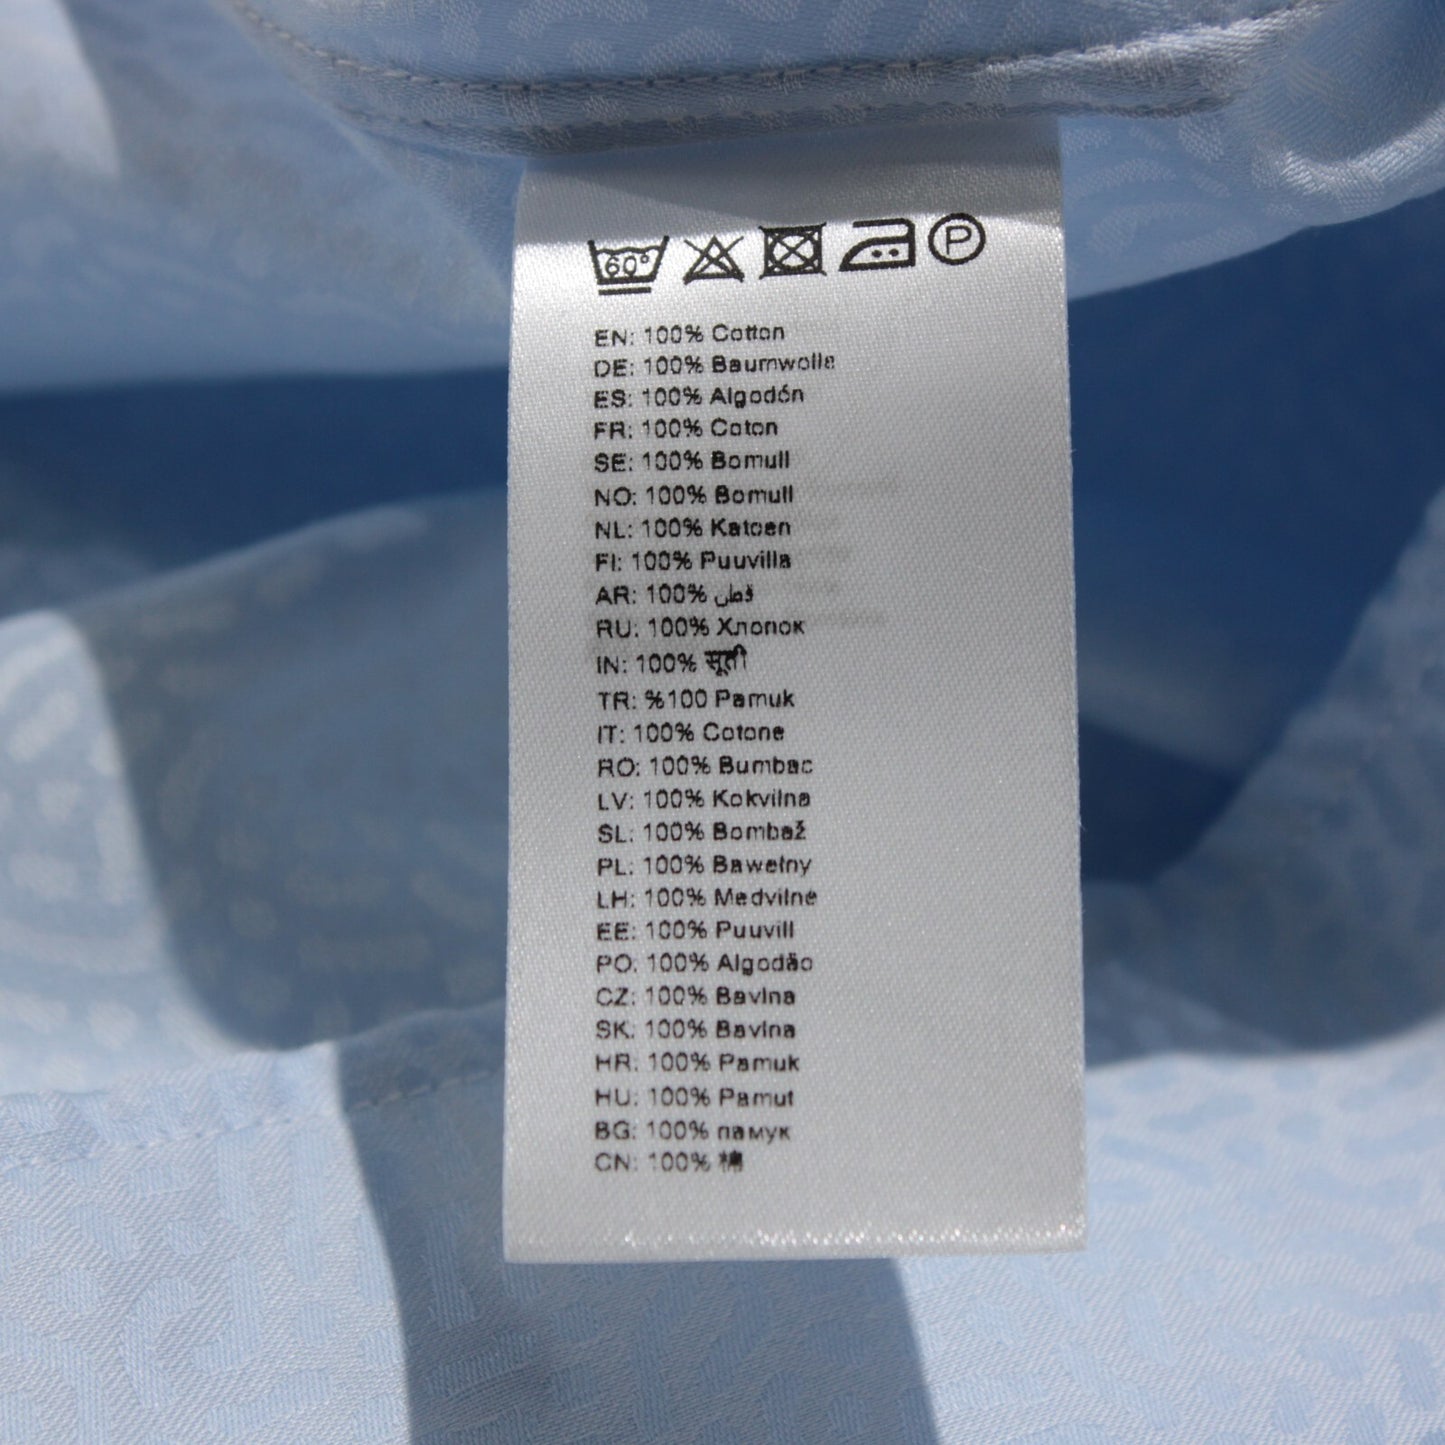 60°
P
EN: 100% Cotton
DE: 100% Baumwolle
ES: 100% Algodón
FR: 100% Coton
SE: 100% Bomull
NO: 100% Bomull
NL: 100% Katoen
FI: 100% Puuvilla
AR: 100% قطن
RU: 100% Хлопок
IN: 100% सूती
TR: %100 Pamuk
IT: 100% Cotone
RO: 100% Bumbac
LV: 100% Kokvilna
SL: 100% Bombaž
PL: 100% Bawełny
LH: 100% Medvilnė
EE: 100% Puuvill
PO: 100% Algodão
CZ: 100% Bavlna
SK: 100% Bavlna
HR: 100% Pamuk
HU: 100% Pamut
BG: 100% памук
CN: 100% 棉